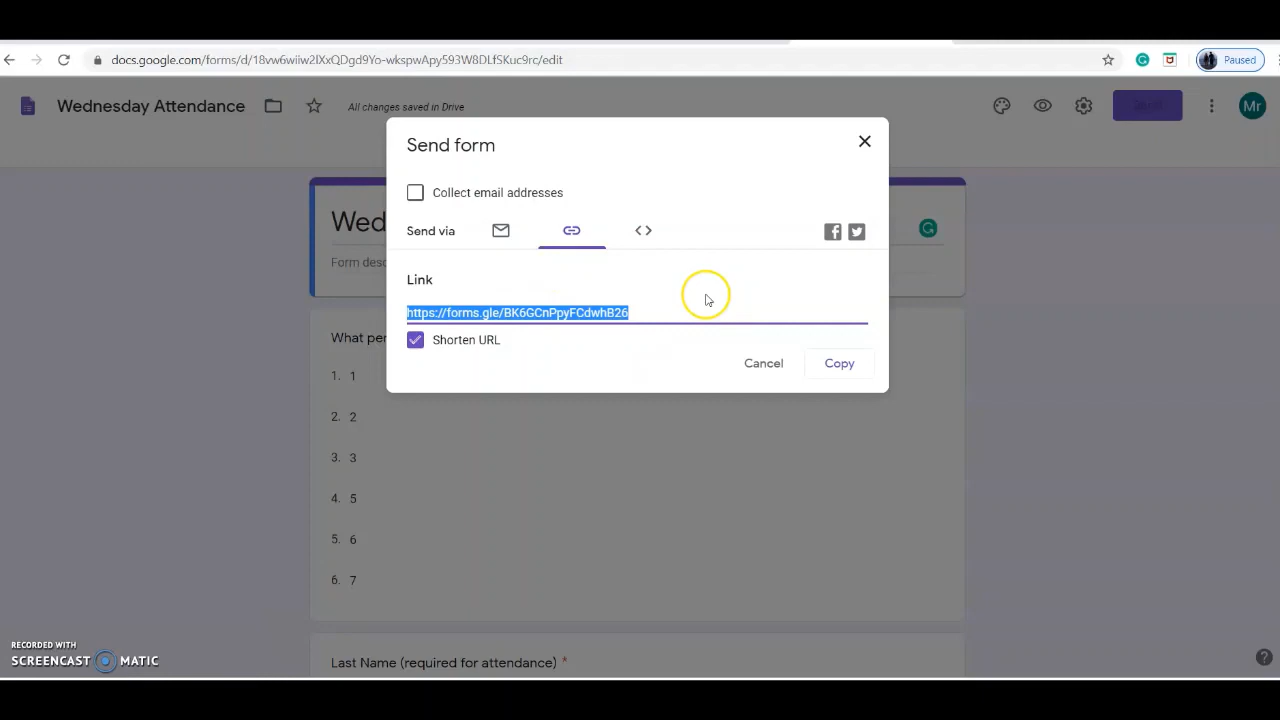 docs.google.com/forms/d/18vw6wiiw2lXxQDgd9Yo-wkspwApy593W8DLfSKuc9rc/edit
Paused
Wednesday Attendance
All changes saved in Drive
Send
Mr
Send form
Collect email addresses
Send via
Wed
Form desc
Link
https://forms.gle/BK6GCnPpyFCdwhB26
What per
Shorten URL
Cancel
Copy
1. 1
2. 2
3. 3
4. 5
5. 6
6. 7
RECORDED WITH
SCREENCAST MATIC
Last Name (required for attendance) *